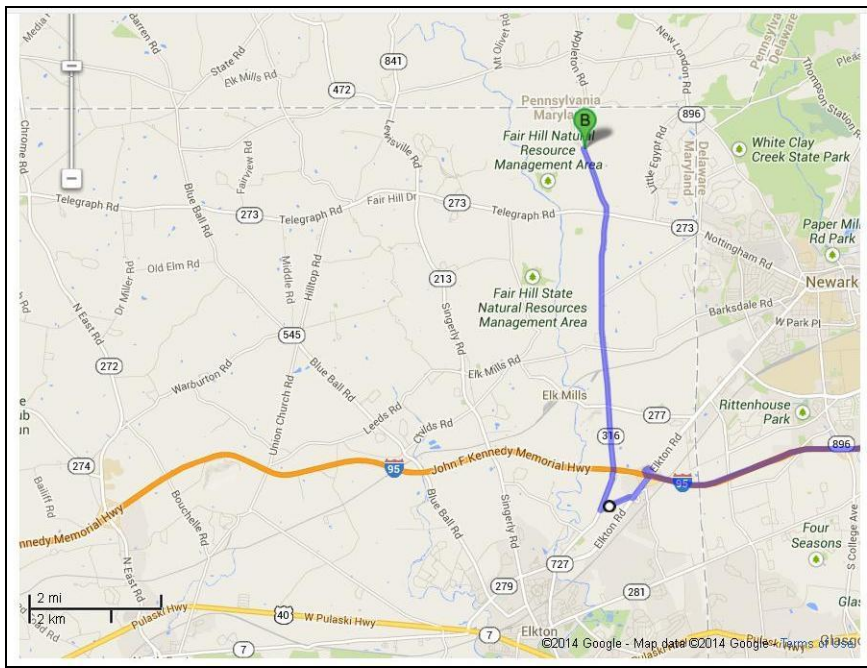 Media
Barren Rd
State Rd
Elk Mills Rd
472
841
Lewisville Rd
Mt Olivet Rd
Appleton Rd
New London Rd
Pennsylvania
Delaware
Thompson Station Rd
Pleas
Pennsylvania
Maryland
B
896
Fair Hill Natural
Resource
Management Area
Little Egypt Rd
Delaware
Maryland
White Clay
Creek State Park
Chrome Rd
Fairview Rd
Blue Ball Rd
Telegraph Rd
273
Telegraph Rd
Fair Hill Dr
273
Telegraph Rd
273
Paper Mill
Rd Park
Nottingham Rd
Newark
Old Elm Rd
Dr Miller Rd
Middle Rd
Hilltop Rd
213
Singerly Rd
Fair Hill State
Natural Resources
Management Area
Barksdale Rd
W Park Pl
N East Rd
545
272
Warburton Rd
Blue Ball Rd
Elk Mills Rd
Elk Mills
277
Rittenhouse
Park
Union Church Rd
Leeds Rd
Childs Rd
316
Elkton Rd
896
274
95
John F Kennedy Memorial Hwy
95
Bailiff Rd
Bouchelle Rd
nnedy Memorial Hwy
N East Rd
Blue Ball Rd
Singerly Rd
Elkton Rd
727
Four
Seasons
S College Ave
279
281
2 mi
2 km
Pulaski Hwy
40
W Pulaski Hwy
7
Elkton
7
Glas
Glasgo
©2014 Google - Map data ©2014 Google - Terms of Use